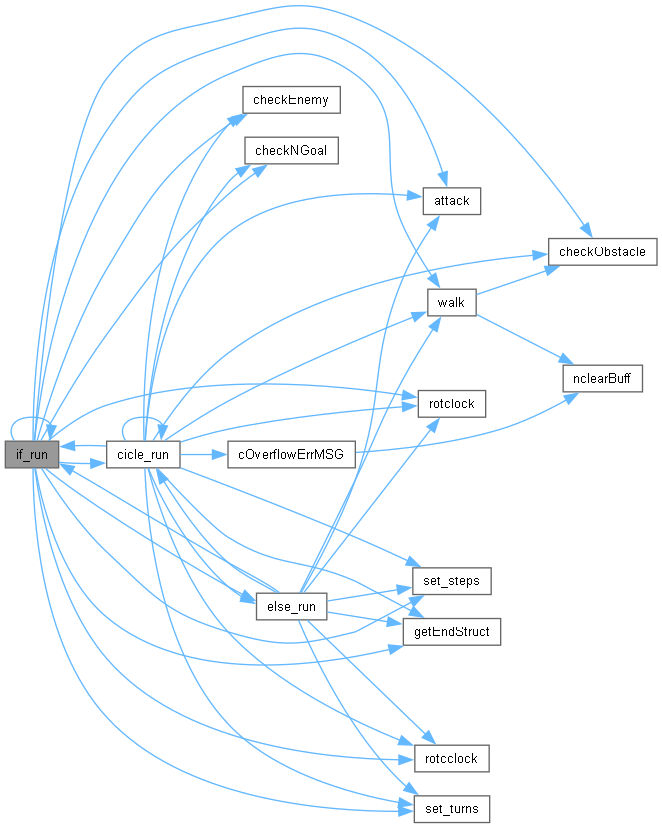 checkEnemy
checkNGoal
attack
checkObstacle
walk
nclearBuff
rotclock
if_run
cicle_run
cOverflowErrMSG
set_steps
else_run
getEndStruct
rotcclock
set_turns